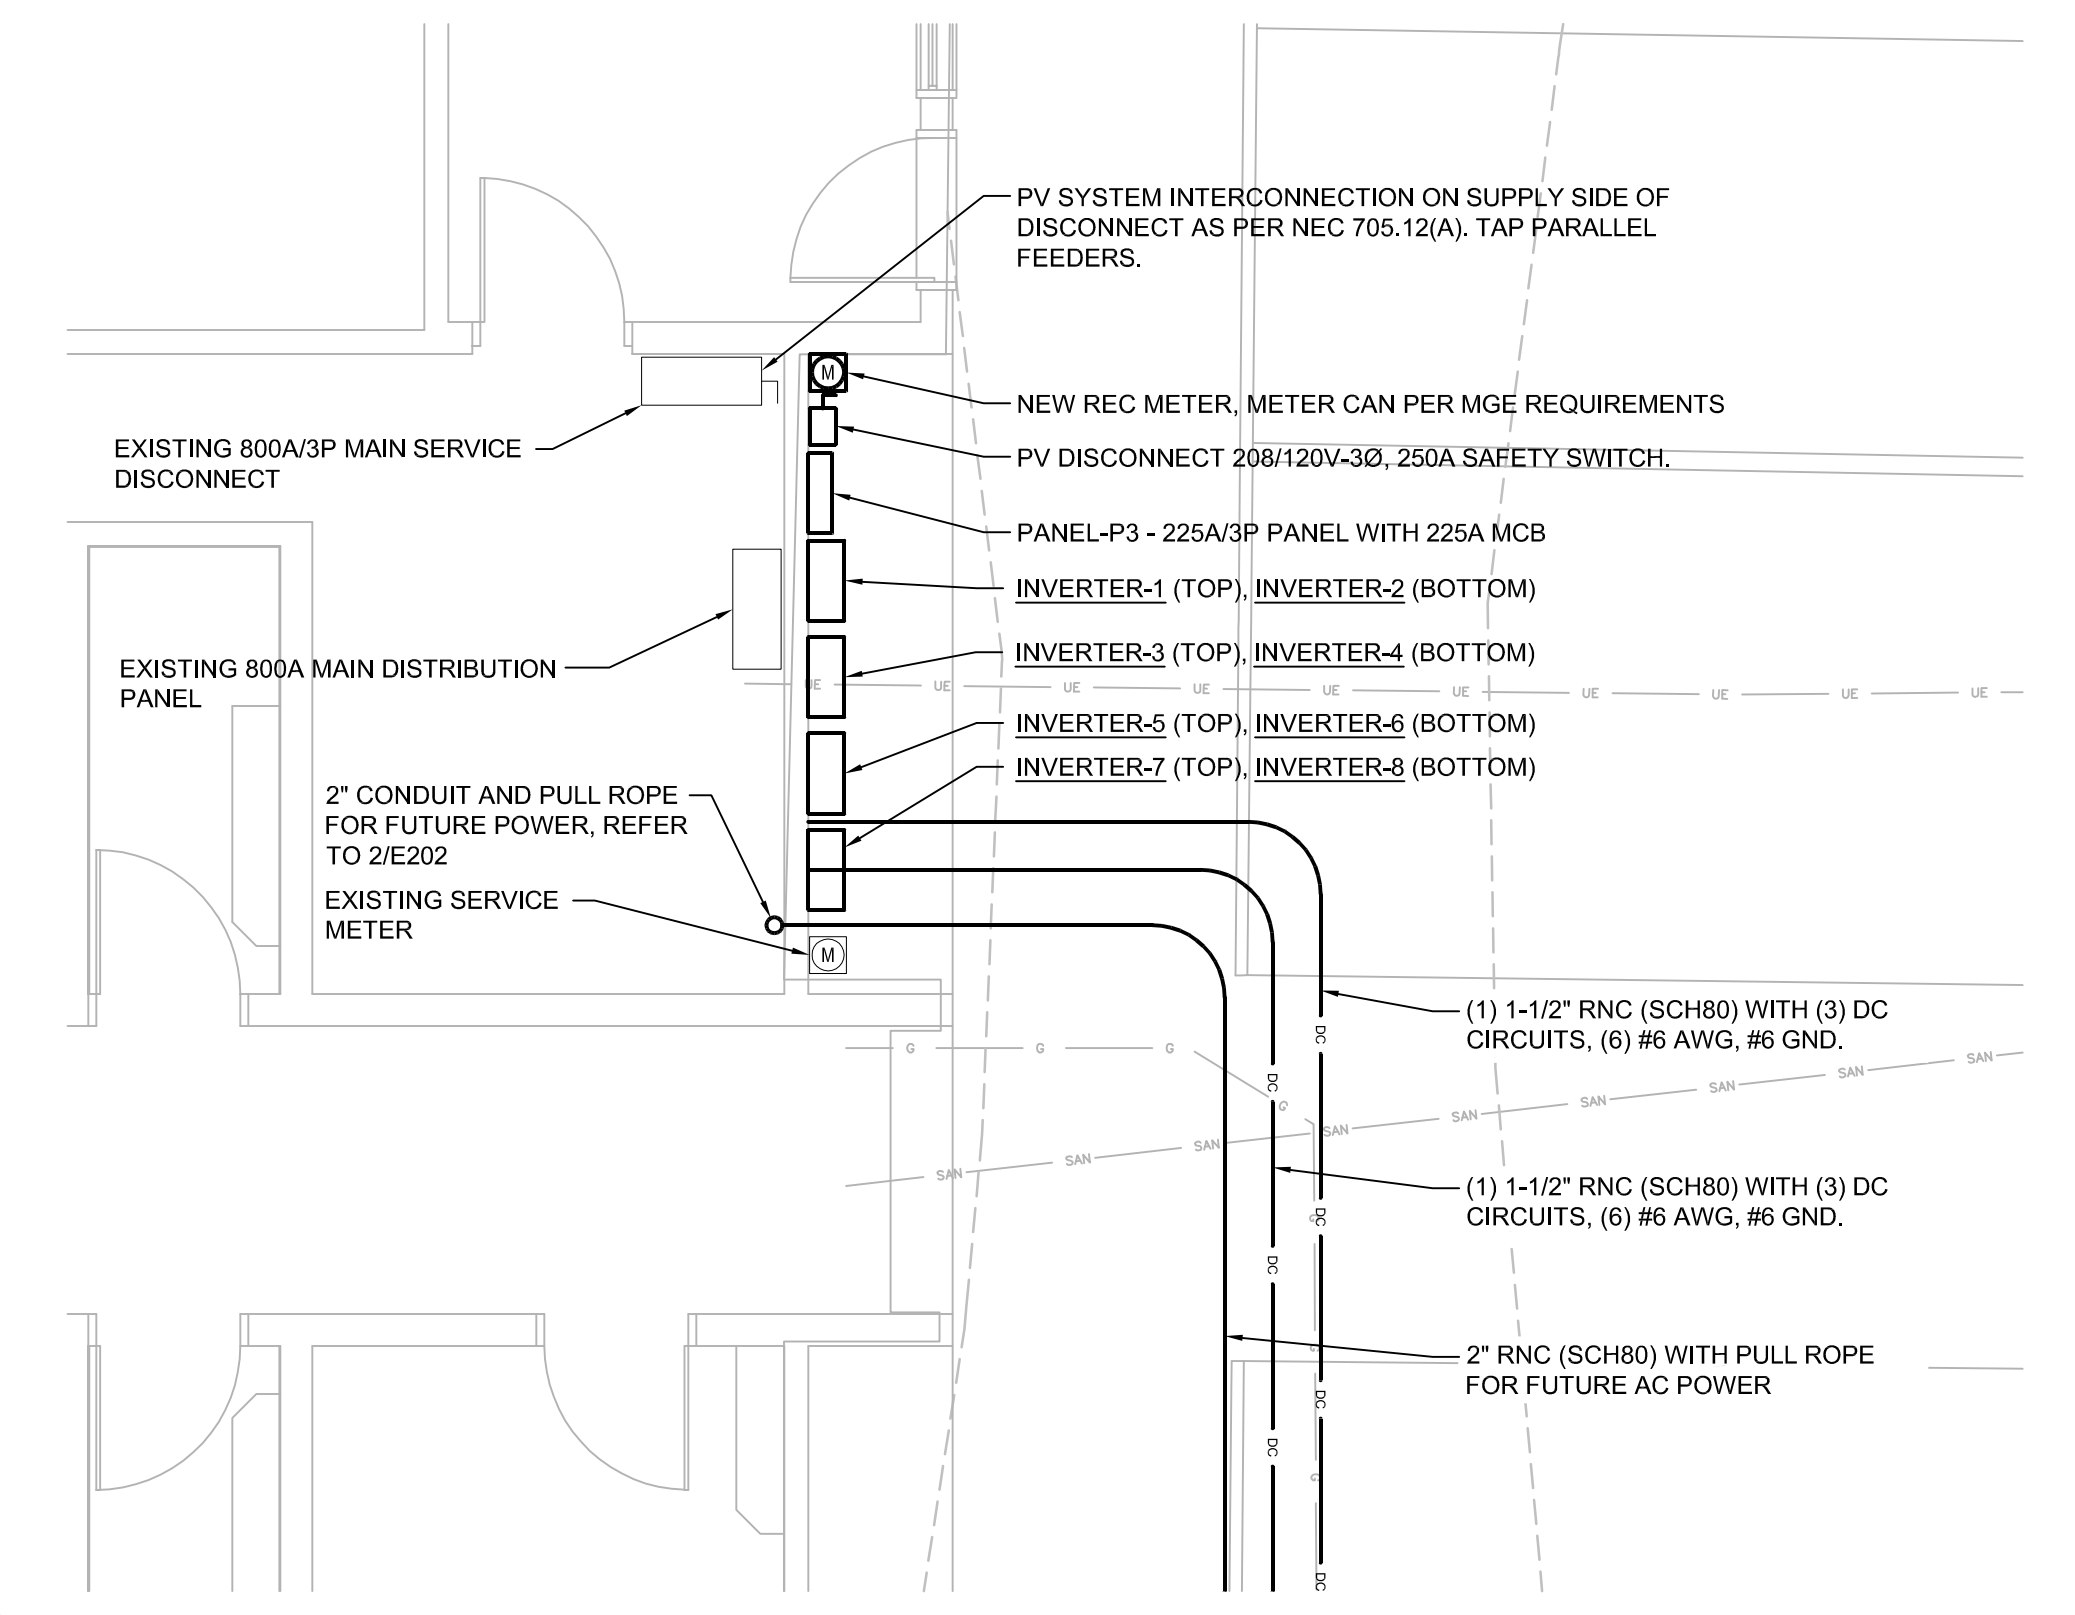 PV SYSTEM INTERCONNECTION ON SUPPLY SIDE OF
DISCONNECT AS PER NEC 705.12(A). TAP PARALLEL
FEEDERS.
M
NEW REC METER, METER CAN PER MGE REQUIREMENTS
EXISTING 800A/3P MAIN SERVICE
DISCONNECT
PV DISCONNECT 208/120V-3Ø, 250A SAFETY SWITCH.
PANEL-P3 - 225A/3P PANEL WITH 225A MCB
INVERTER-1 (TOP), INVERTER-2 (BOTTOM)
EXISTING 800A MAIN DISTRIBUTION
PANEL
INVERTER-3 (TOP), INVERTER-4 (BOTTOM)
UE UE UE UE UE UE UE UE UE UE
INVERTER-5 (TOP), INVERTER-6 (BOTTOM)
INVERTER-7 (TOP), INVERTER-8 (BOTTOM)
2" CONDUIT AND PULL ROPE
FOR FUTURE POWER, REFER
TO 2/E202
EXISTING SERVICE
METER
M
(1) 1-1/2" RNC (SCH80) WITH (3) DC
CIRCUITS, (6) #6 AWG, #6 GND.
G G G G G G G
SAN SAN SAN SAN SAN SAN SAN SAN SAN
DC DC DC DC
DC DC DC
(1) 1-1/2" RNC (SCH80) WITH (3) DC
CIRCUITS, (6) #6 AWG, #6 GND.
2" RNC (SCH80) WITH PULL ROPE
FOR FUTURE AC POWER